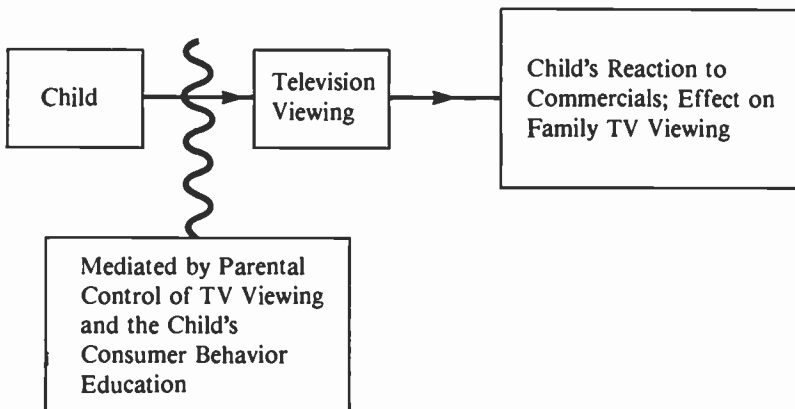 Child
Television
Viewing
Child's Reaction to
Commercials; Effect on
Family TV Viewing
Mediated by Parental
Control of TV Viewing
and the Child's
Consumer Behavior
Education